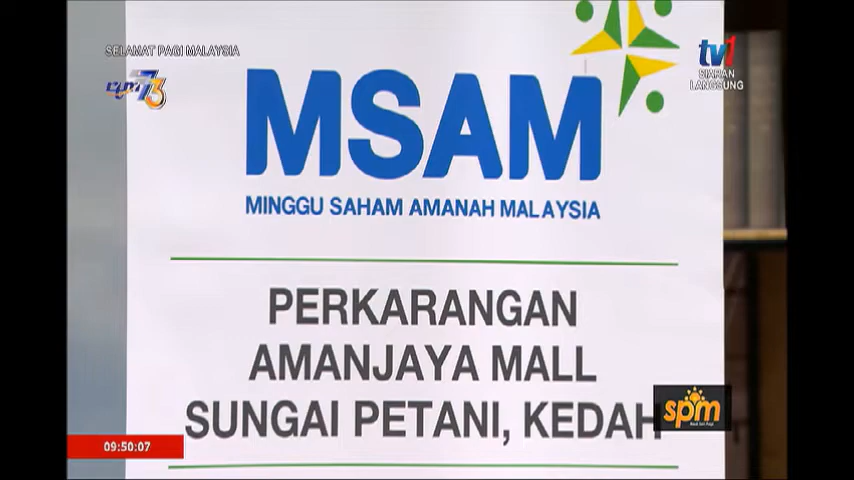 SELAMAT PAGI MALAYSIA
73
tv1
SIARAN
LANGSUNG
MSAM
MINGGU SAHAM AMANAH MALAYSIA
PERKARANGAN
AMANJAYA MALL
SUNGAI PETANI, KEDAH
spm
09:50:07